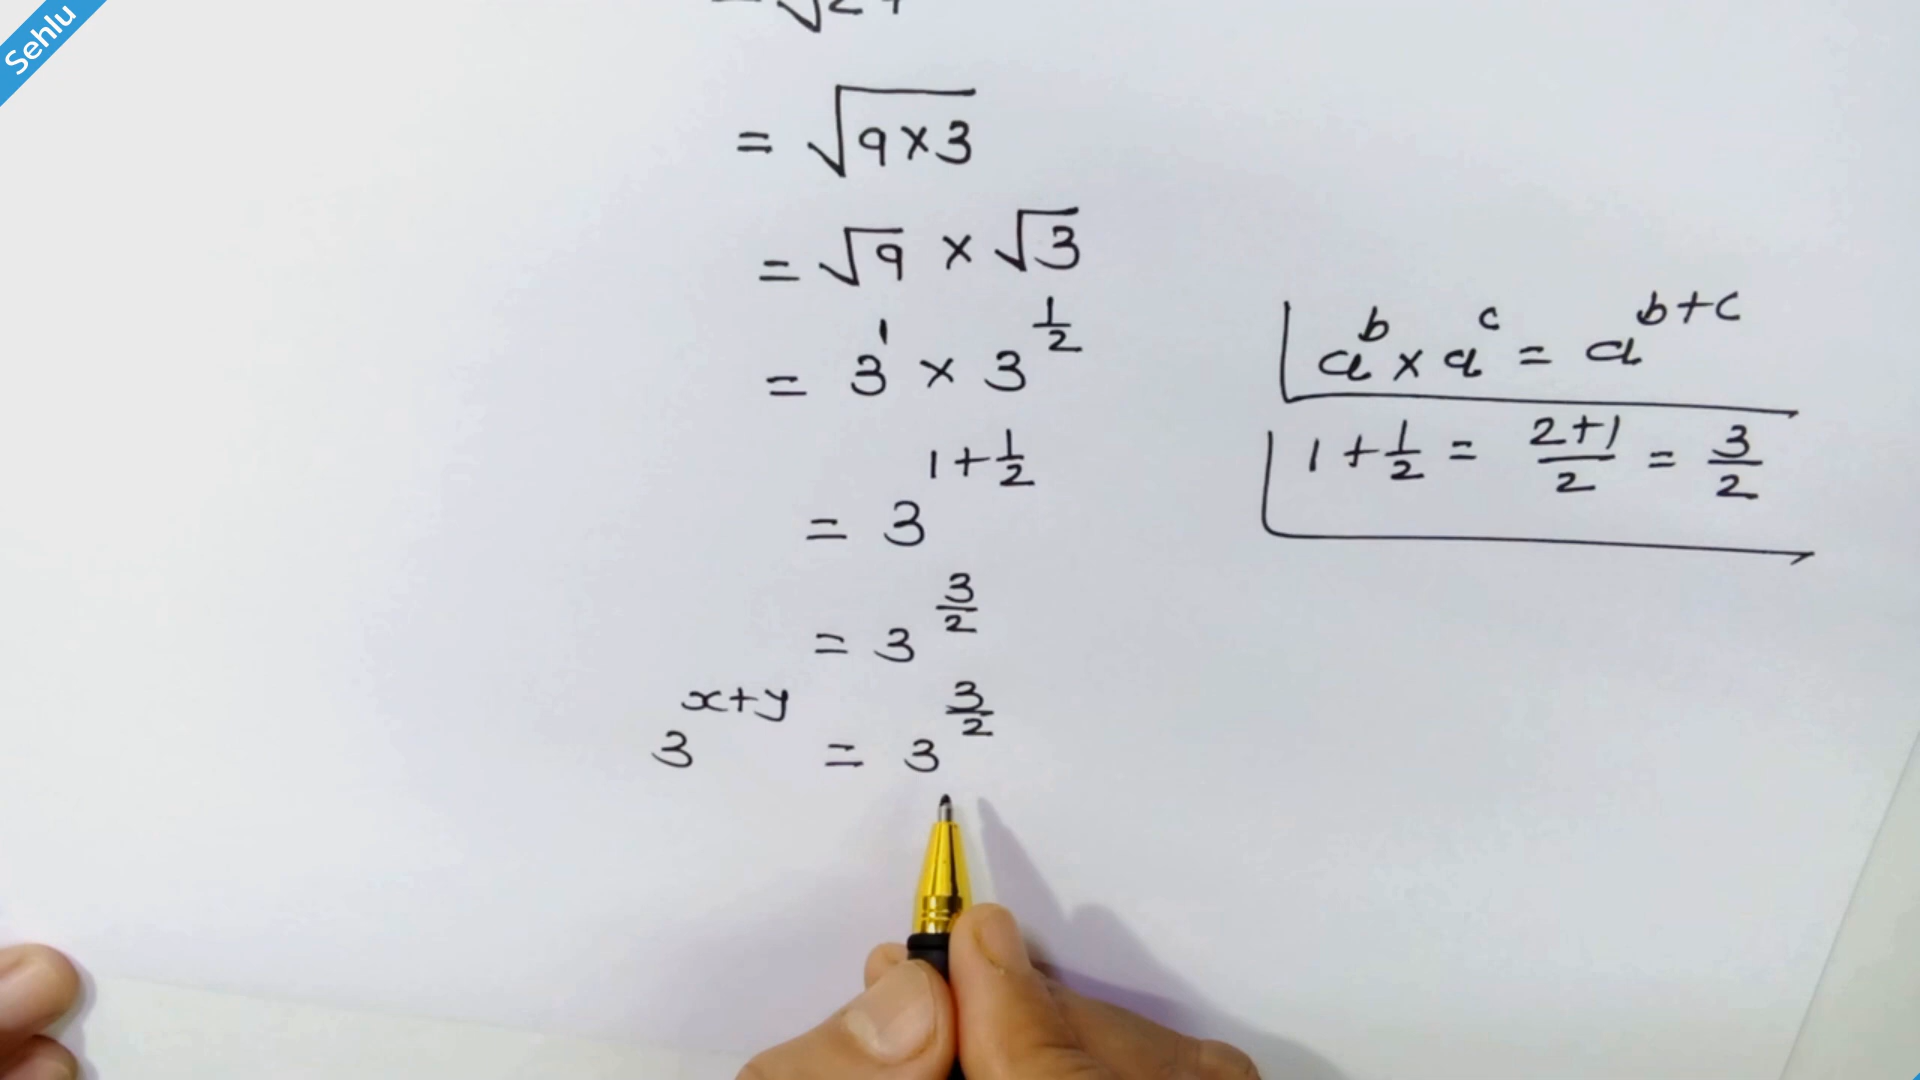 Sehlu
= √(9×3)
= √9 × √3
= 3¹ × 3^(1/2)
= 3^(1+1/2)
= 3^(3/2)
3^(x+y) = 3^(3/2)
a^b × a^c = a^(b+c)
1 + 1/2 = (2+1)/2 = 3/2